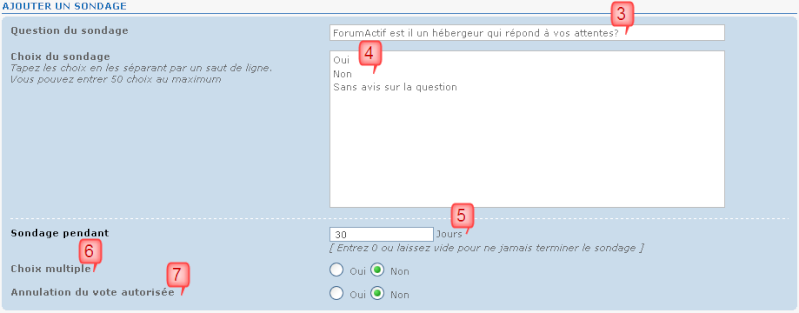 AJOUTER UN SONDAGE
3
Question du sondage
ForumActif est il un hébergeur qui répond à vos attentes?
4
Choix du sondage
Tapez les choix en les séparant par un saut de ligne.
Vous pouvez entrer 50 choix au maximum
Oui
Non
Sans avis sur la question
5
Sondage pendant
30
Jours
[ Entrez 0 ou laissez vide pour ne jamais terminer le sondage ]
6
Choix multiple
Oui Non
7
Annulation du vote autorisée
Oui Non